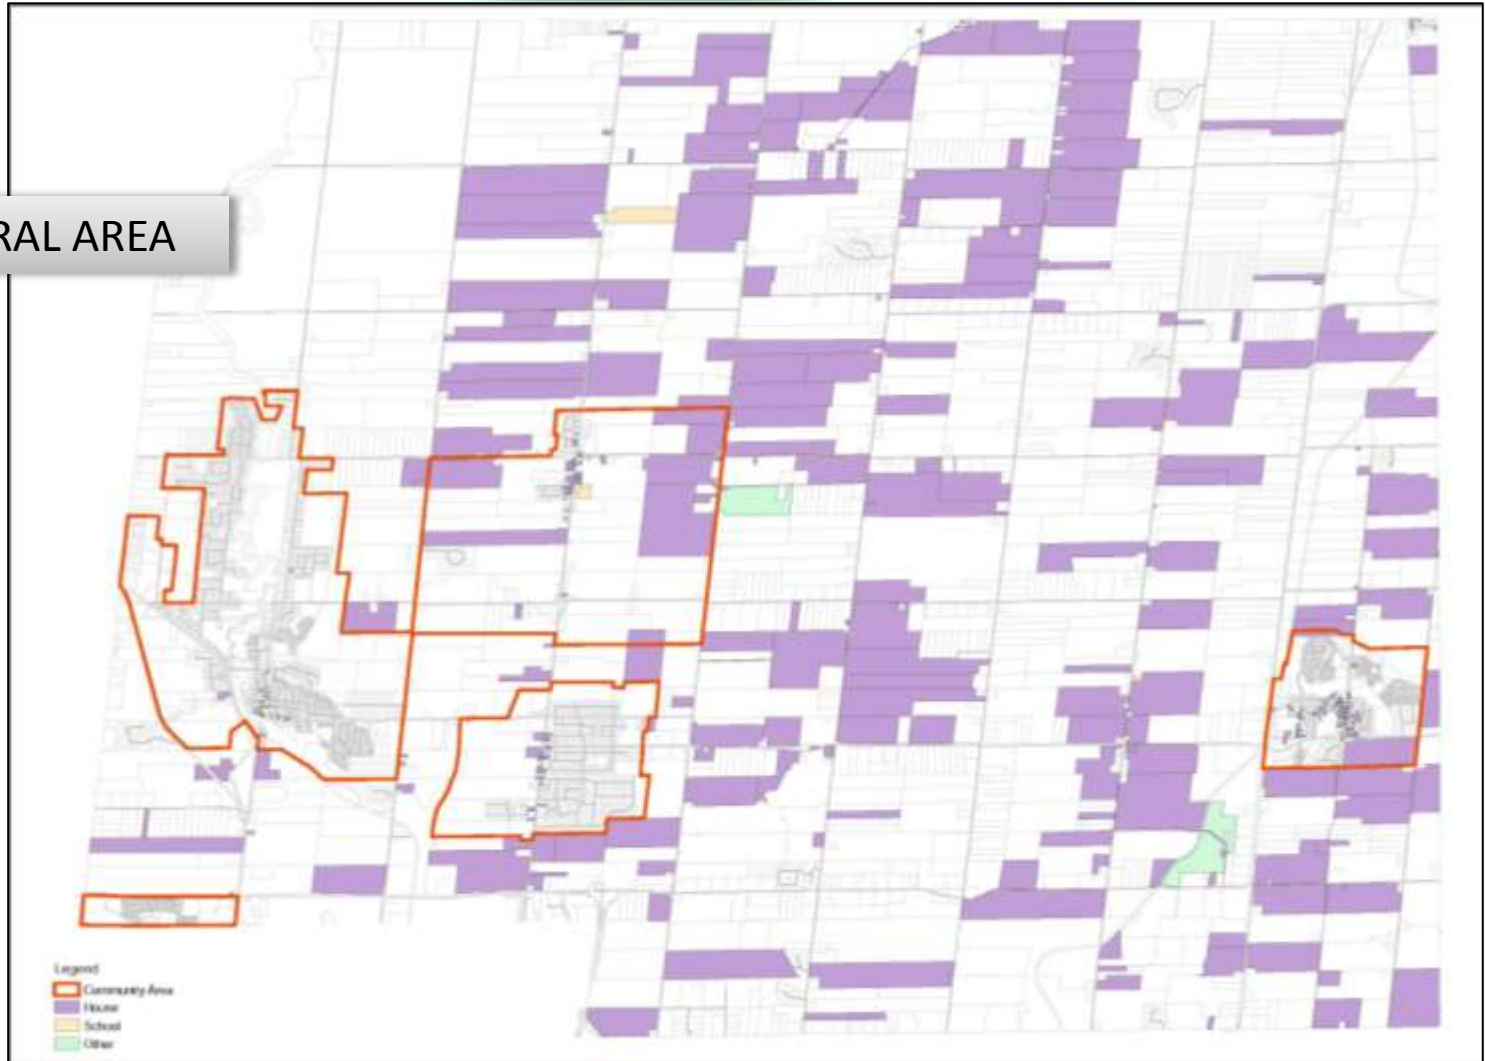 RAL AREA
Legend
Community Area
House
School
Other